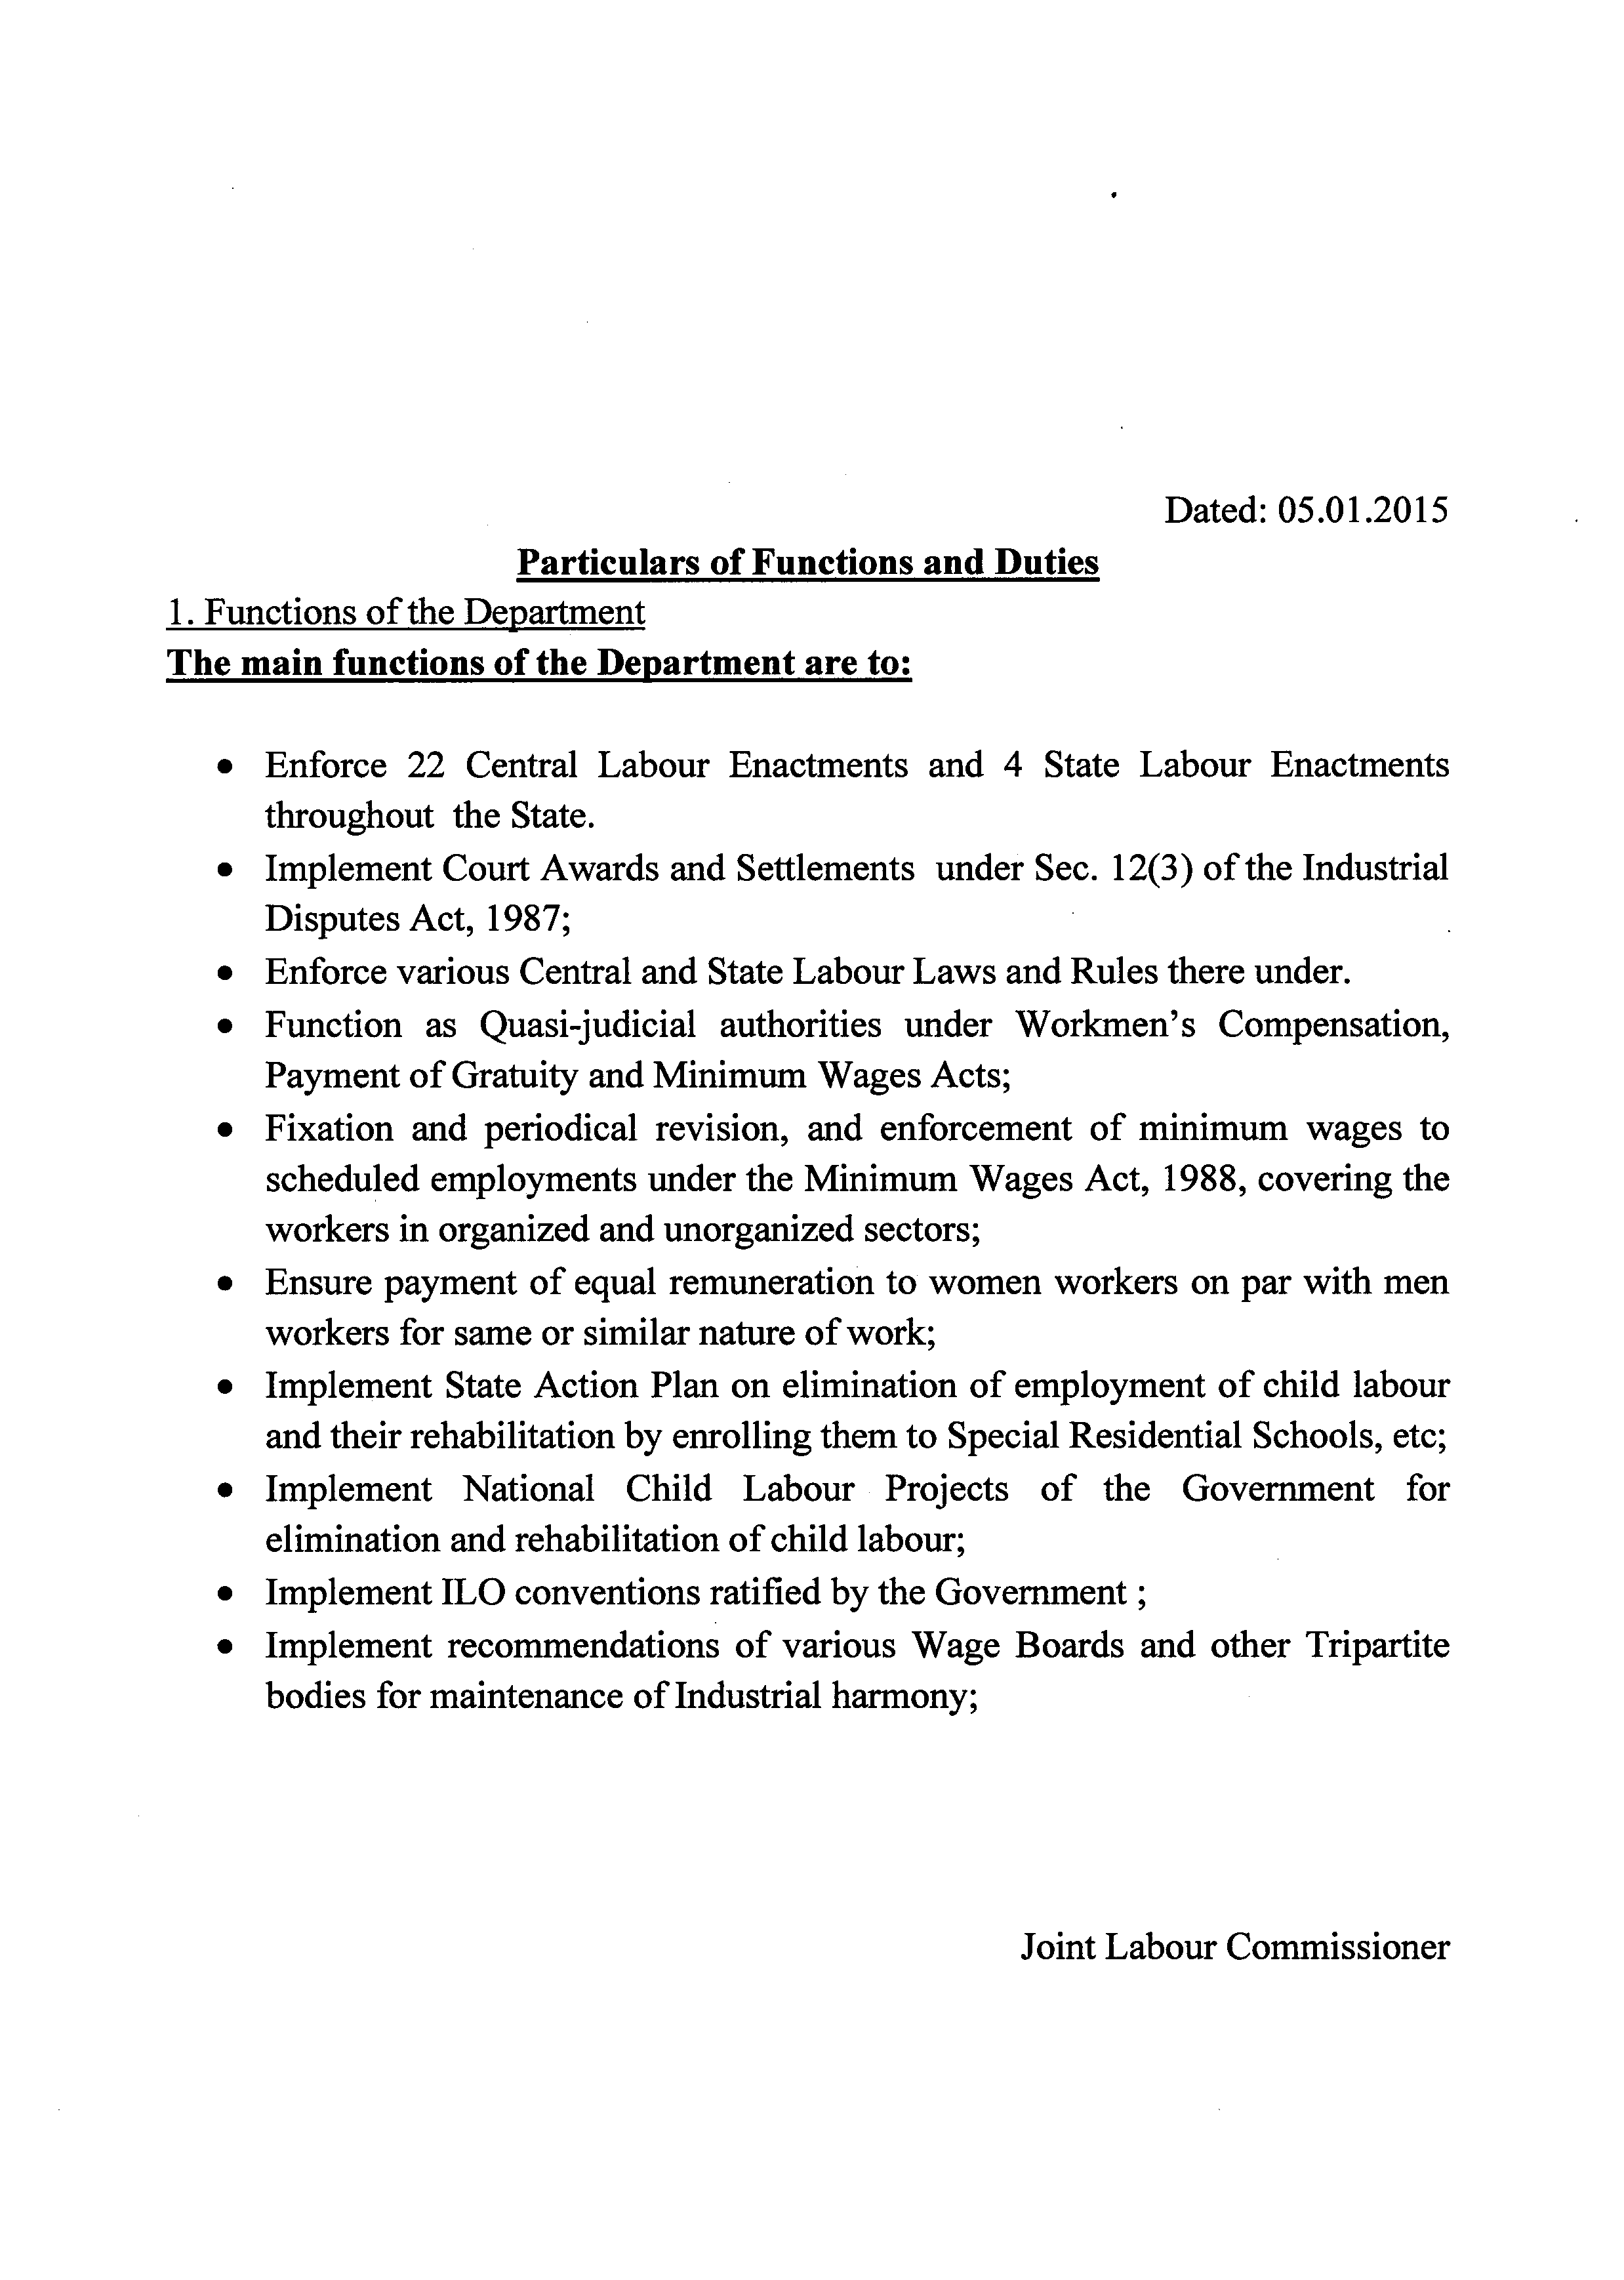 Dated: 05.01.2015
Particulars of Functions and Duties
1. Functions of the Department
The main functions of the Department are to:
• Enforce 22 Central Labour Enactments and 4 State Labour Enactments
throughout the State.
• Implement Court Awards and Settlements under Sec. 12(3) of the Industrial
Disputes Act, 1987;
• Enforce various Central and State Labour Laws and Rules there under.
• Function as Quasi-judicial authorities under Workmen's Compensation,
Payment of Gratuity and Minimum Wages Acts;
• Fixation and periodical revision, and enforcement of minimum wages to
scheduled employments under the Minimum Wages Act, 1988, covering the
workers in organized and unorganized sectors;
• Ensure payment of equal remuneration to women workers on par with men
workers for same or similar nature of work;
• Implement State Action Plan on elimination of employment of child labour
and their rehabilitation by enrolling them to Special Residential Schools, etc;
• Implement National Child Labour Projects of the Government for
elimination and rehabilitation of child labour;
• Implement ILO conventions ratified by the Government ;
• Implement recommendations of various Wage Boards and other Tripartite
bodies for maintenance of Industrial harmony;
Joint Labour Commissioner